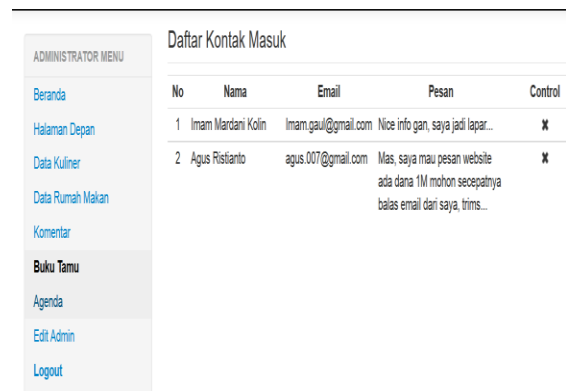 ADMINISTRATOR MENU
Beranda
Halaman Depan
Data Kuliner
Data Rumah Makan
Komentar
Buku Tamu
Agenda
Edit Admin
Logout
Daftar Kontak Masuk
No Nama Email Pesan Control
1 Imam Mardani Kolin Imam.gaul@gmail.com Nice info gan, saya jadi lapar... ✖
2 Agus Ristianto agus.007@gmail.com Mas, saya mau pesan website ✖
ada dana 1M mohon secepatnya
balas email dari saya, trims...